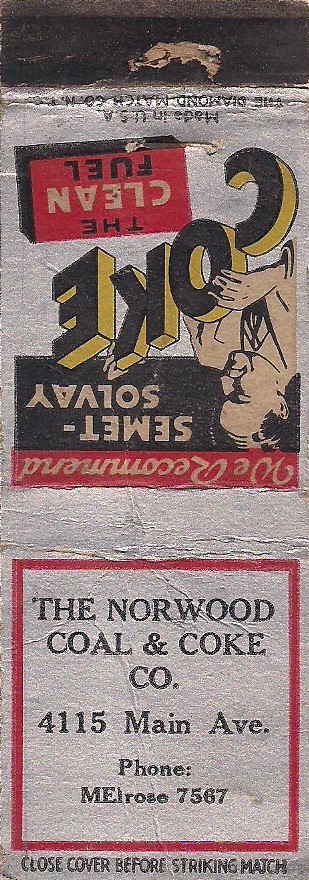 Made in U.S.A.
THE DIAMOND MATCH CO. N.Y.C.
We Recommend
SEMET-
SOLVAY
COKE
THE
CLEAN
FUEL
THE NORWOOD
COAL & COKE
CO.
4115 Main Ave.
Phone:
MElrose 7567
CLOSE COVER BEFORE STRIKING MATCH